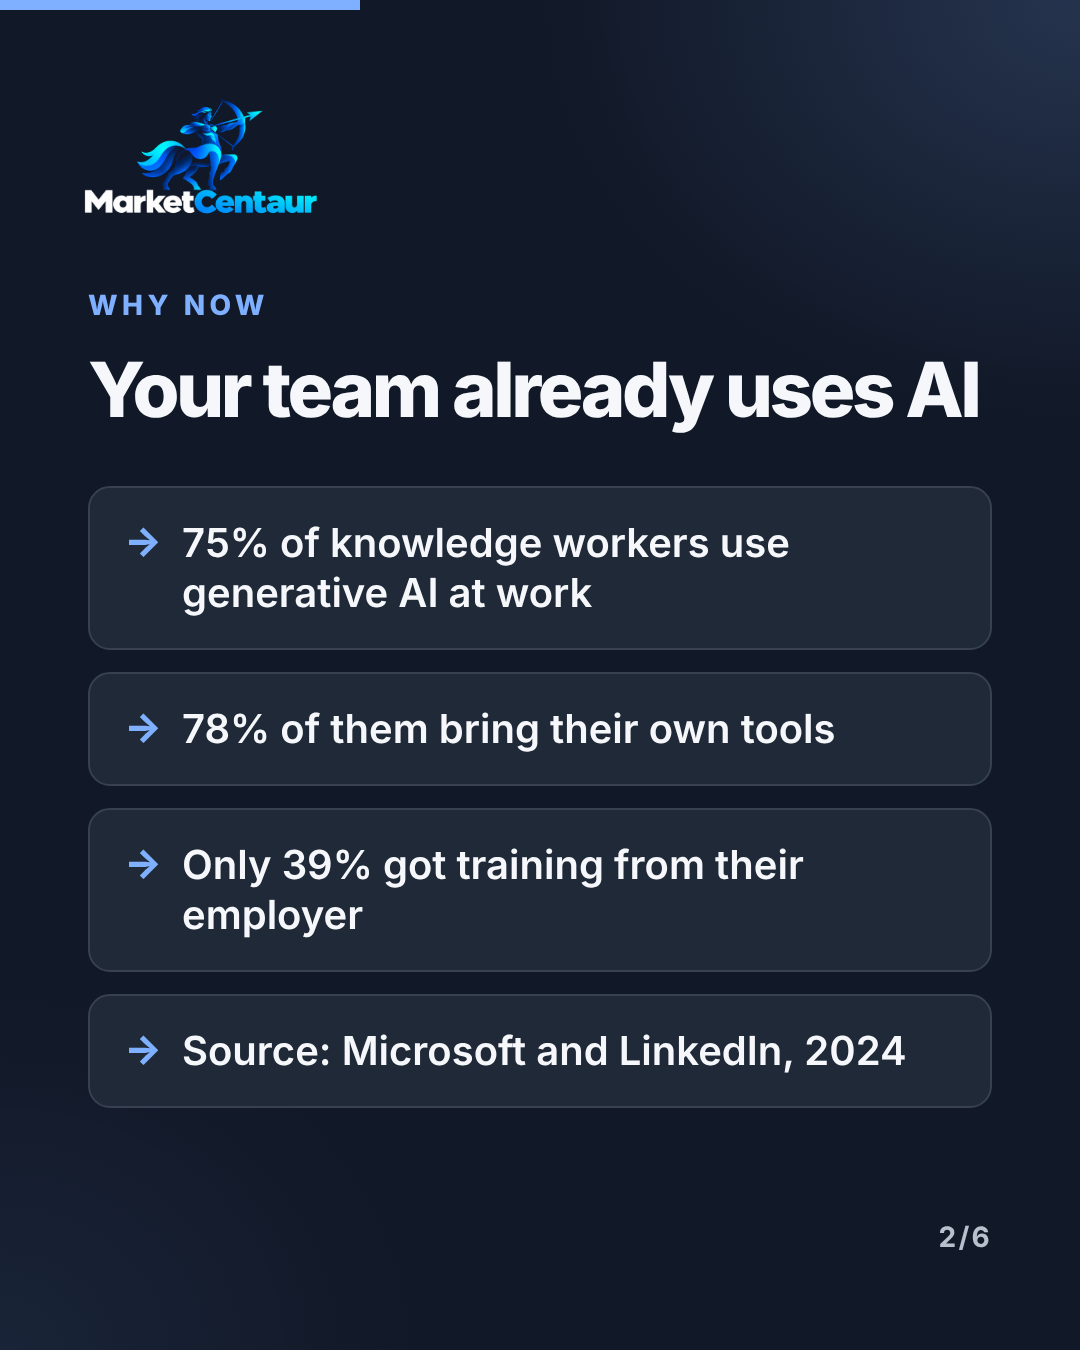 MarketCentaur
WHY NOW
Your team already uses AI
→ 75% of knowledge workers use
generative AI at work
→ 78% of them bring their own tools
→ Only 39% got training from their
employer
→ Source: Microsoft and LinkedIn, 2024
2/6